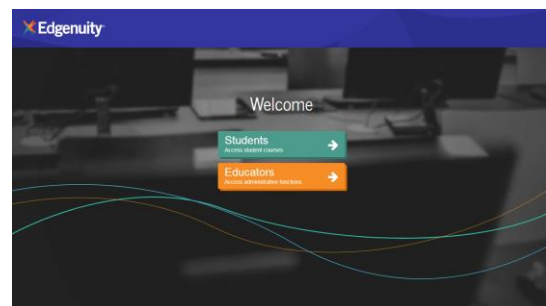 Edgenuity
Welcome
Students
Access student courses
Educators
Access administrative functions